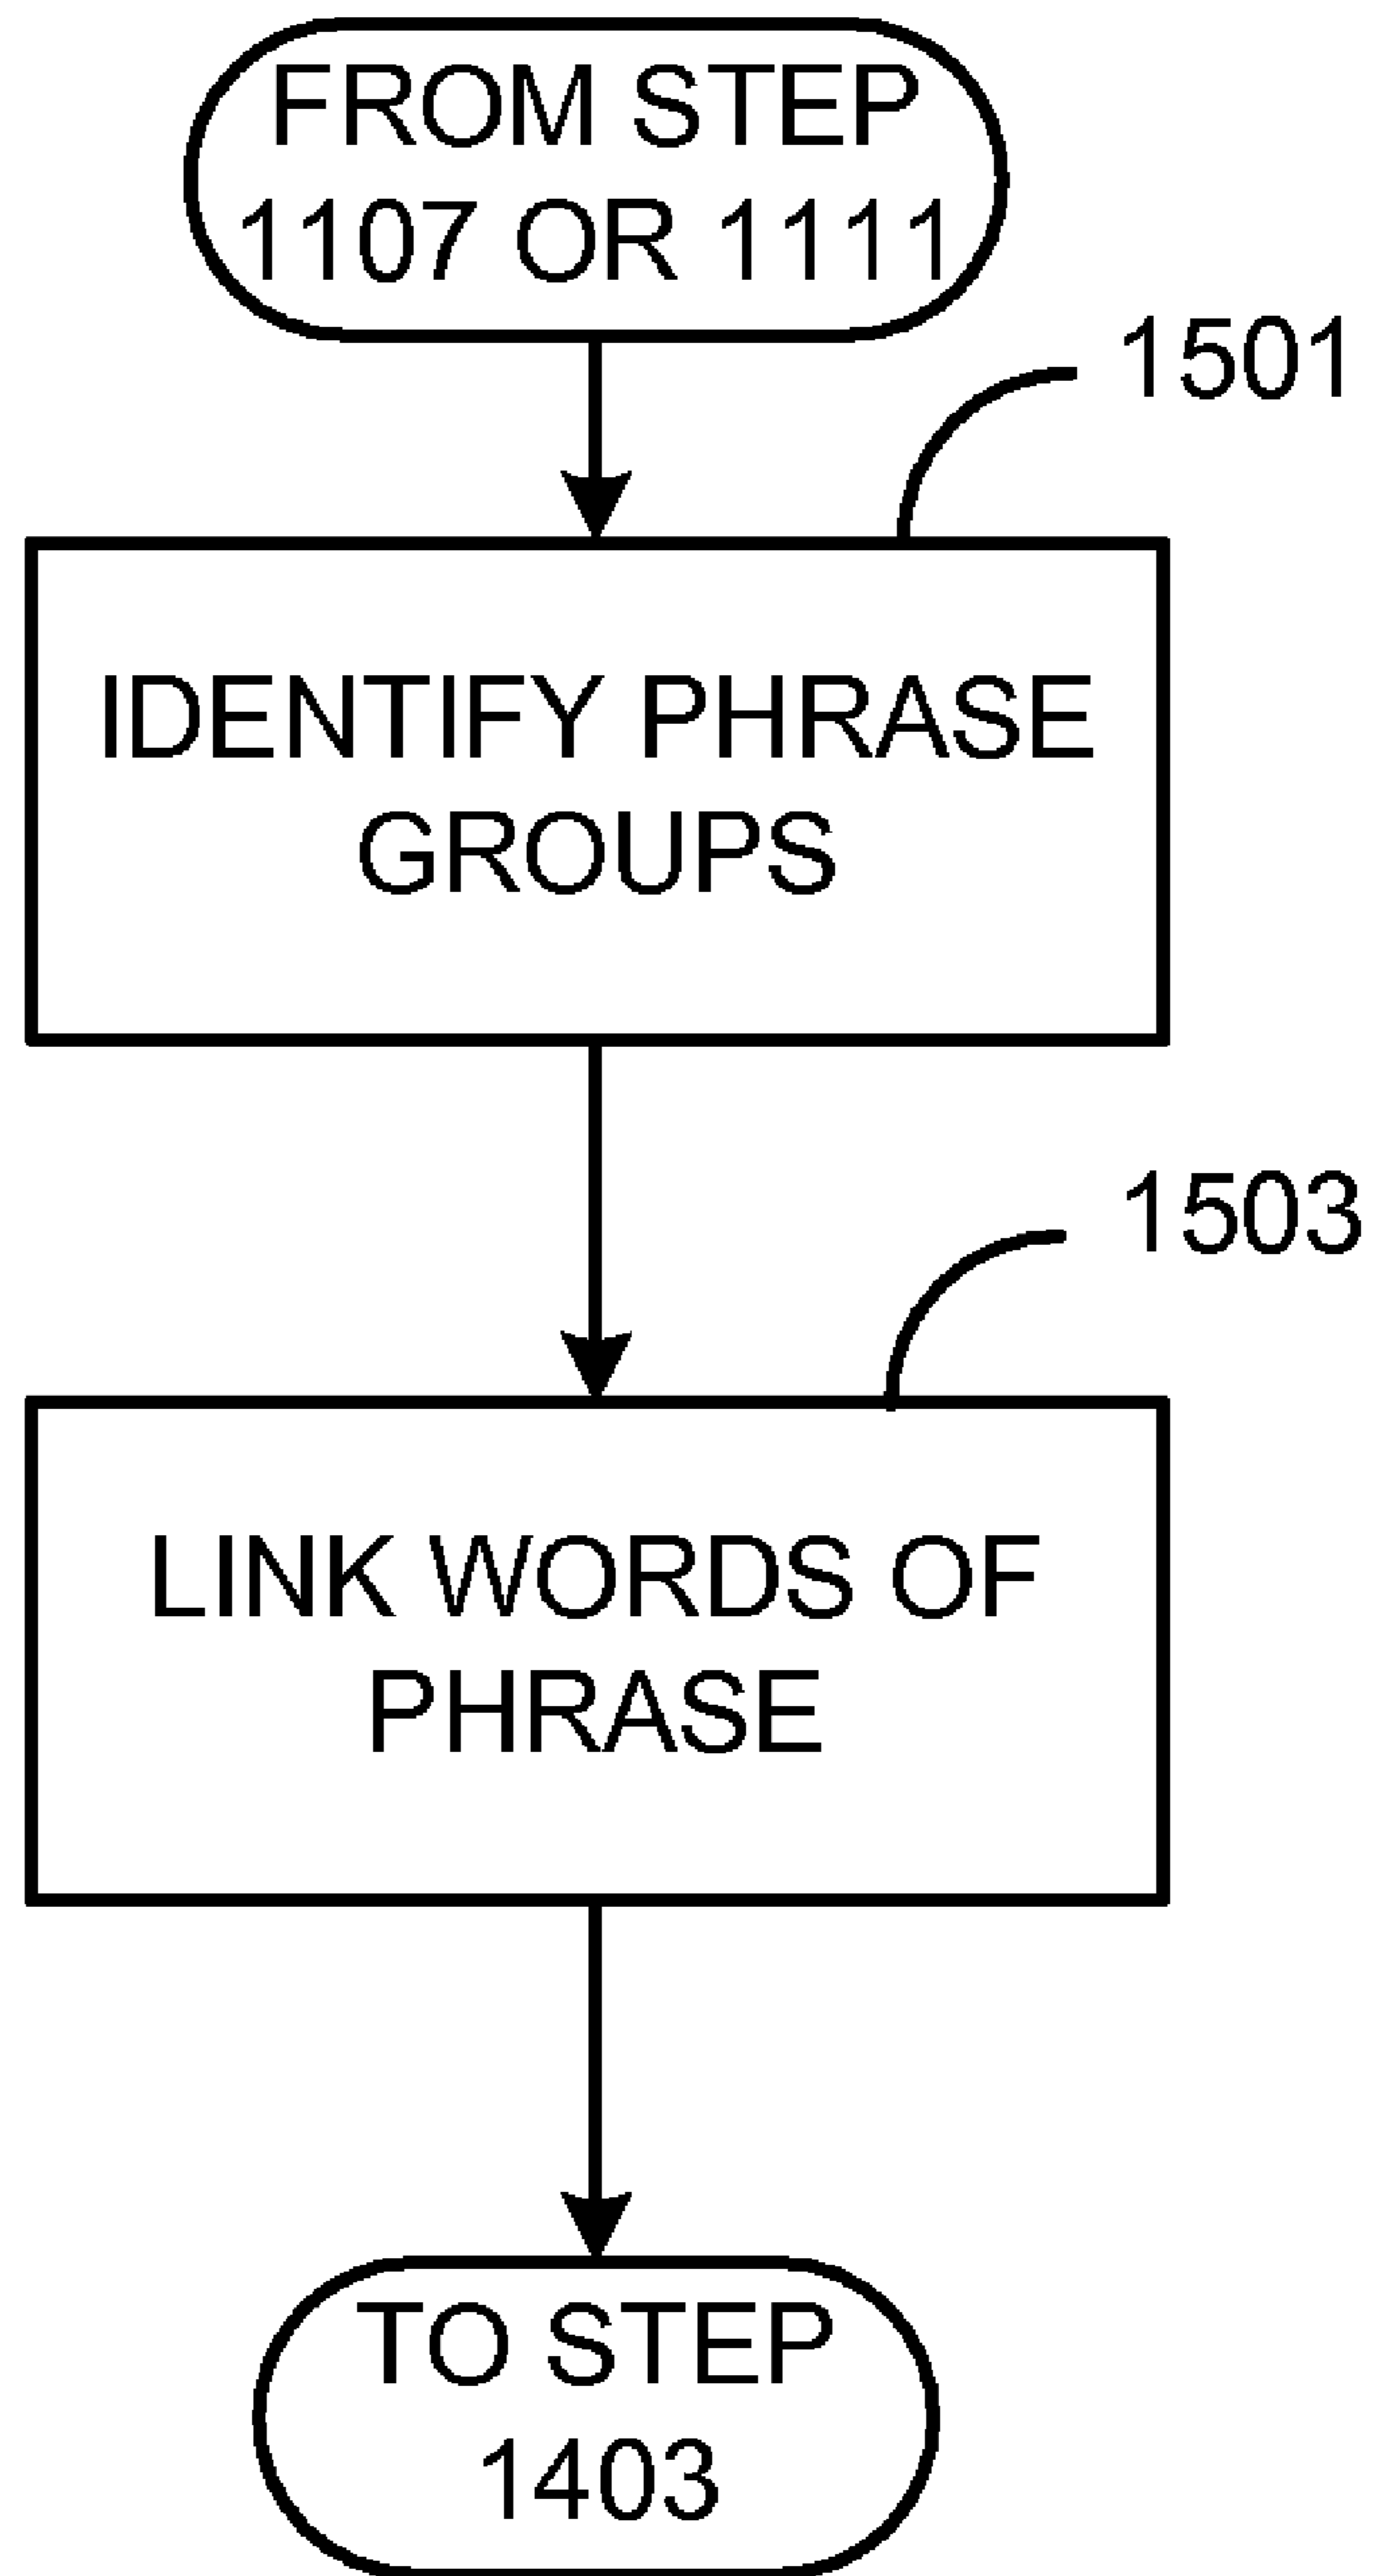 FROM STEP
1107 OR 1111
1501
IDENTIFY PHRASE
GROUPS
1503
LINK WORDS OF
PHRASE
TO STEP
1403